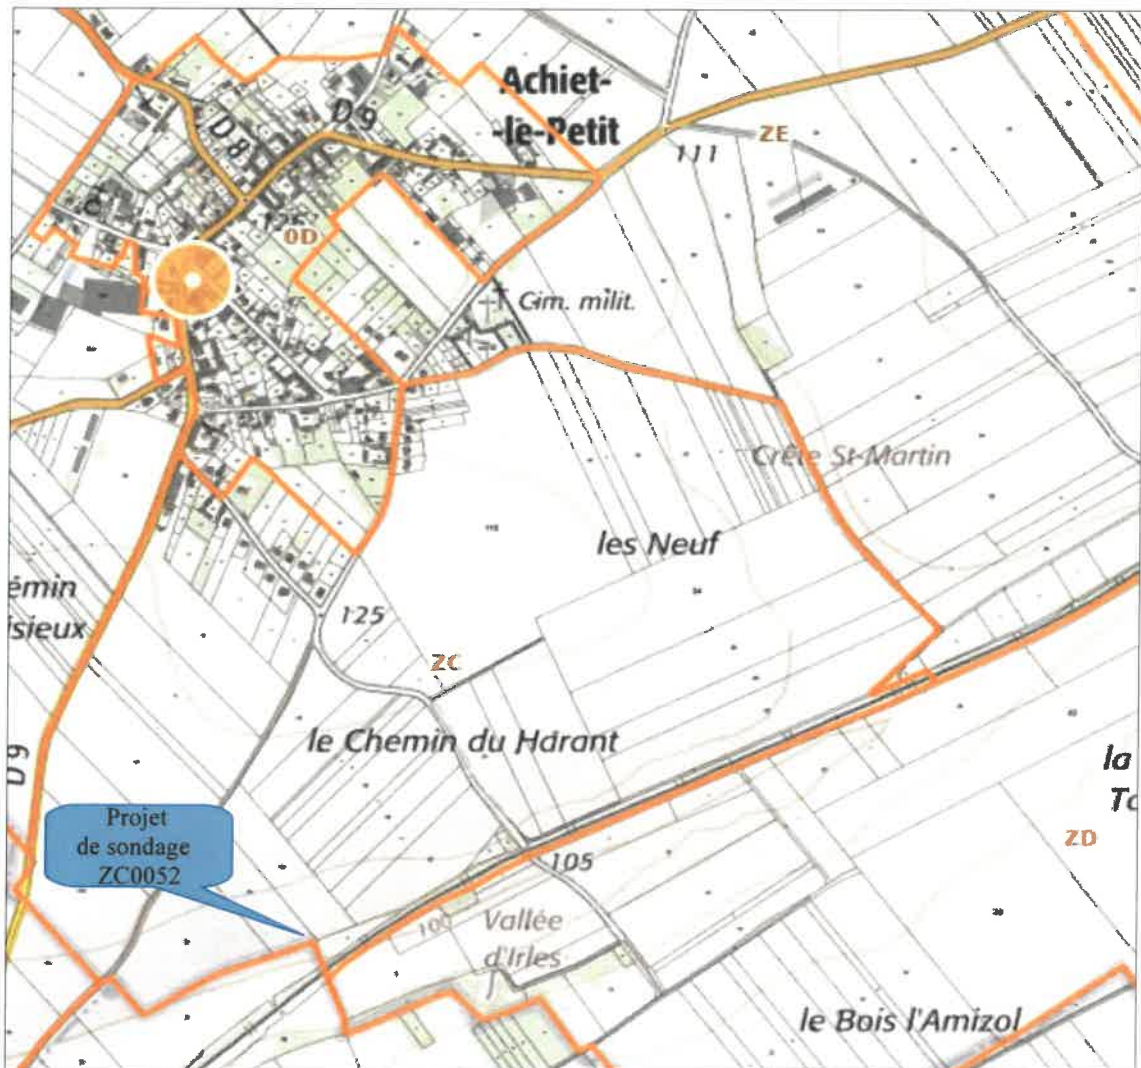 Achiet-
-le-Petit
D9
D8
ZE
111
0D
Cim. milit.
Crête St-Martin
les Neuf
émin
isieux
125
ZC
le Chemin du Harant
D9
la
To
Projet
de sondage
ZC0052
105
ZD
100
Vallée
d'Irles
le Bois l'Amizol